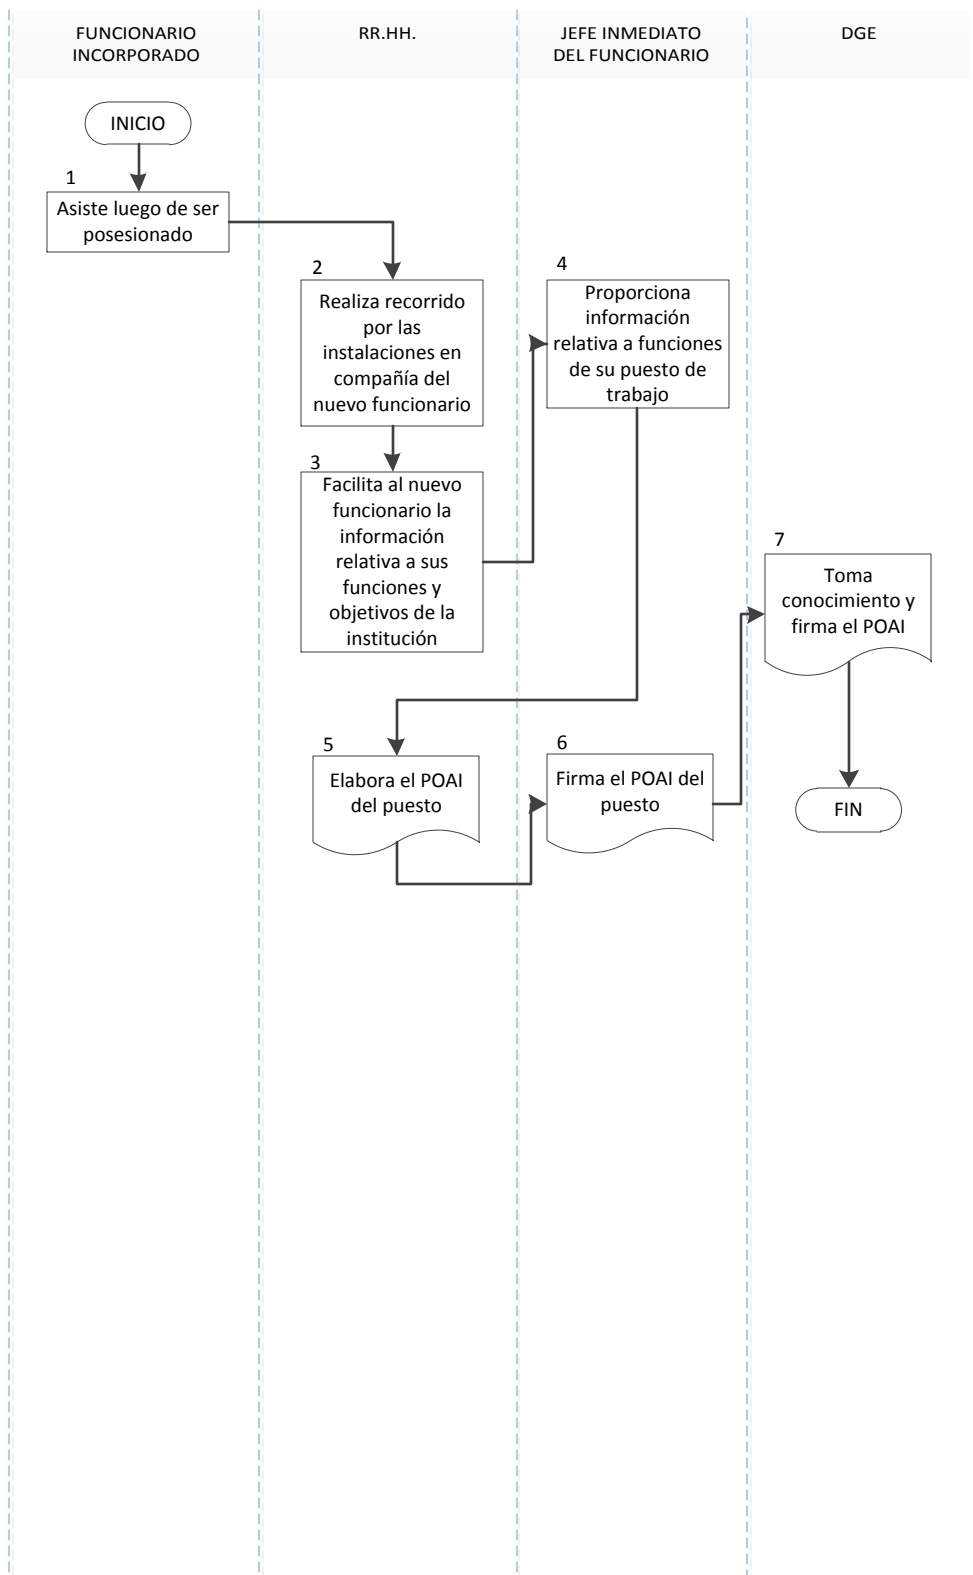 FUNCIONARIO
INCORPORADO
RR.HH.
JEFE INMEDIATO
DEL FUNCIONARIO
DGE
INICIO
1
Asiste luego de ser
posesionado
2
Realiza recorrido
por las
instalaciones en
compañía del
nuevo funcionario
3
Facilita al nuevo
funcionario la
información
relativa a sus
funciones y
objetivos de la
institución
4
Proporciona
información
relativa a funciones
de su puesto de
trabajo
5
Elabora el POAI
del puesto
6
Firma el POAI del
puesto
7
Toma
conocimiento y
firma el POAI
FIN